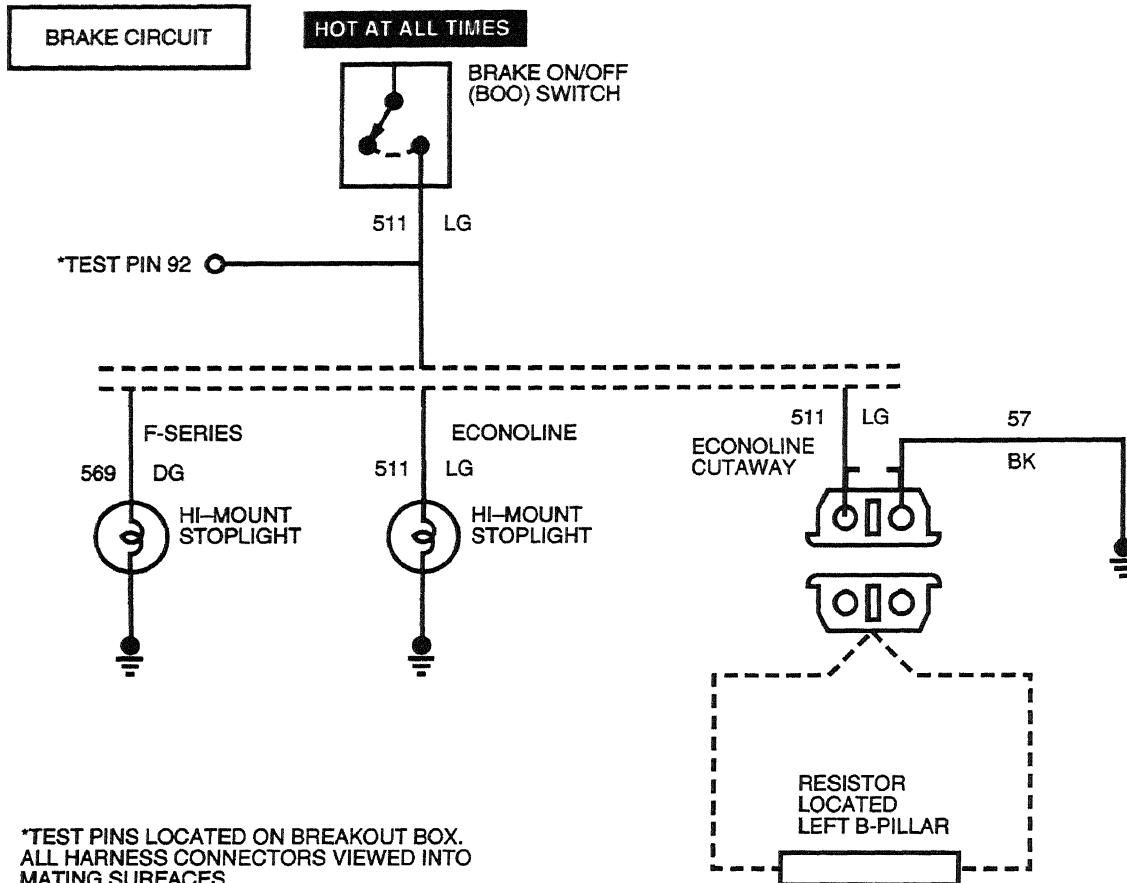 BRAKE CIRCUIT
HOT AT ALL TIMES
BRAKE ON/OFF
(BOO) SWITCH
511 LG
*TEST PIN 92
F-SERIES
569 DG
HI–MOUNT
STOPLIGHT
ECONOLINE
511 LG
HI–MOUNT
STOPLIGHT
511 LG
ECONOLINE
CUTAWAY
57
BK
RESISTOR
LOCATED
LEFT B-PILLAR
*TEST PINS LOCATED ON BREAKOUT BOX.
ALL HARNESS CONNECTORS VIEWED INTO
MATING SURFACES